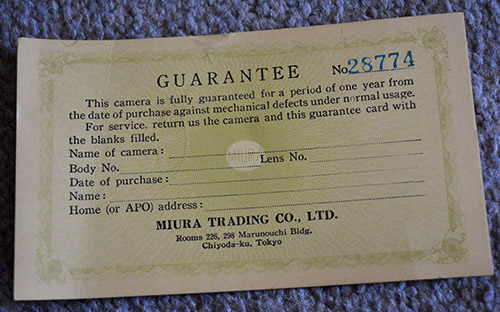 GUARANTEE No 28774
This camera is fully guaranteed for a period of one year from
the date of purchase against mechanical defects under normal usage.
For service, return us the camera and this guarantee card with
the blanks filled.
Name of camera :
MIURA
Body No. Lens No.
Date of purchase :
Name :
Home (or APO) address :
MIURA TRADING CO., LTD.
Rooms 226, 298 Marunouchi Bldg.
Chiyoda-ku, Tokyo